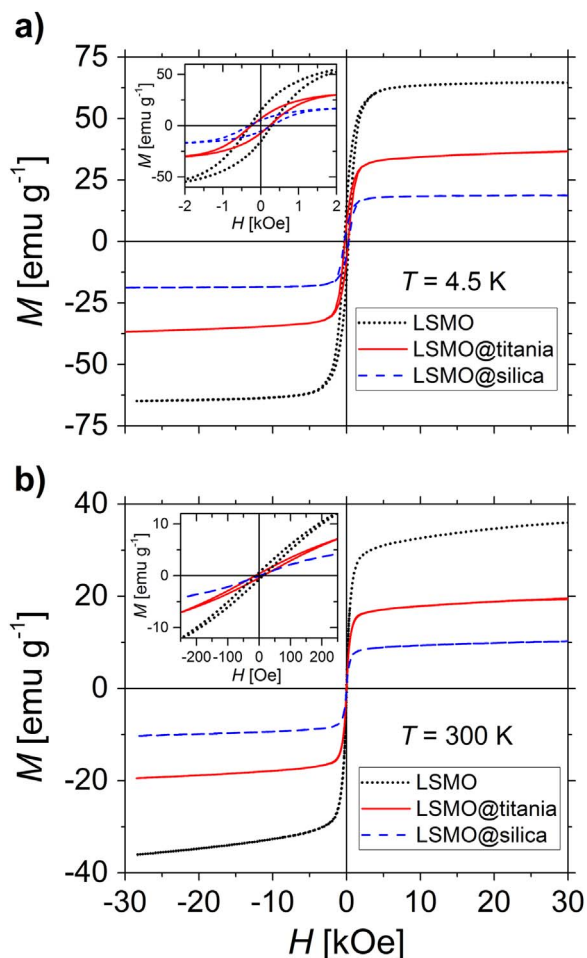 a)
75
50
25
0
-25
-50
-75
M [emu g⁻¹]
50
0
-50
M [emu g⁻¹]
-2 -1 0 1 2
H [kOe]
T = 4.5 K
LSMO
LSMO@titania
LSMO@silica
b)
40
20
0
-20
-40
M [emu g⁻¹]
10
0
-10
M [emu g⁻¹]
-200 -100 0 100 200
H [Oe]
T = 300 K
LSMO
LSMO@titania
LSMO@silica
-30 -20 -10 0 10 20 30
H [kOe]